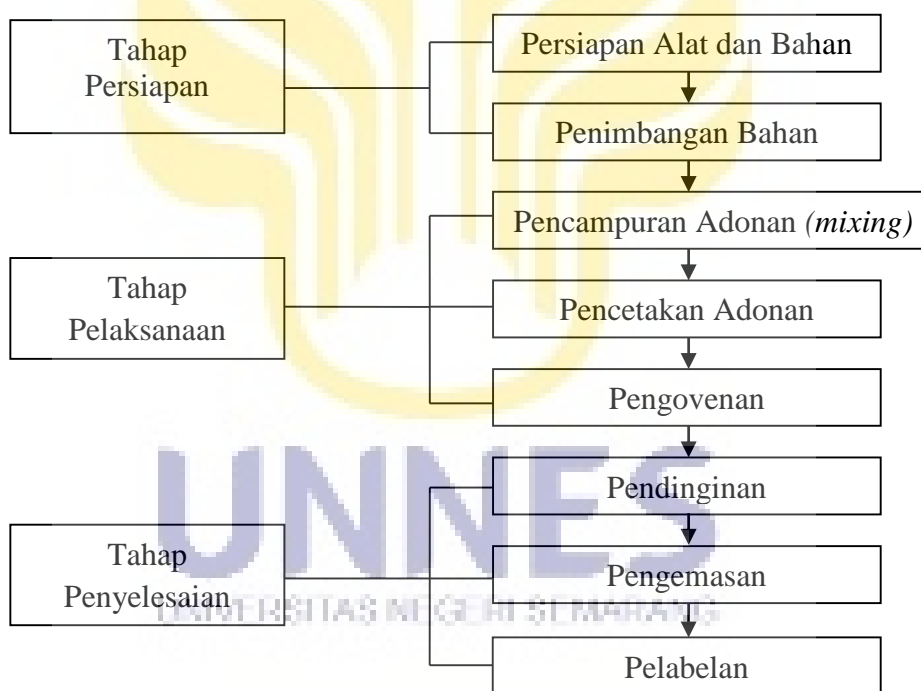 Tahap
Persiapan
Persiapan Alat dan Bahan
Penimbangan Bahan
Tahap
Pelaksanaan
Pencampuran Adonan (mixing)
Pencetakan Adonan
Pengovenan
Tahap
Penyelesaian
Pendinginan
Pengemasan
Pelabelan
UNNES
UNIVERSITAS NEGERI SEMARANG